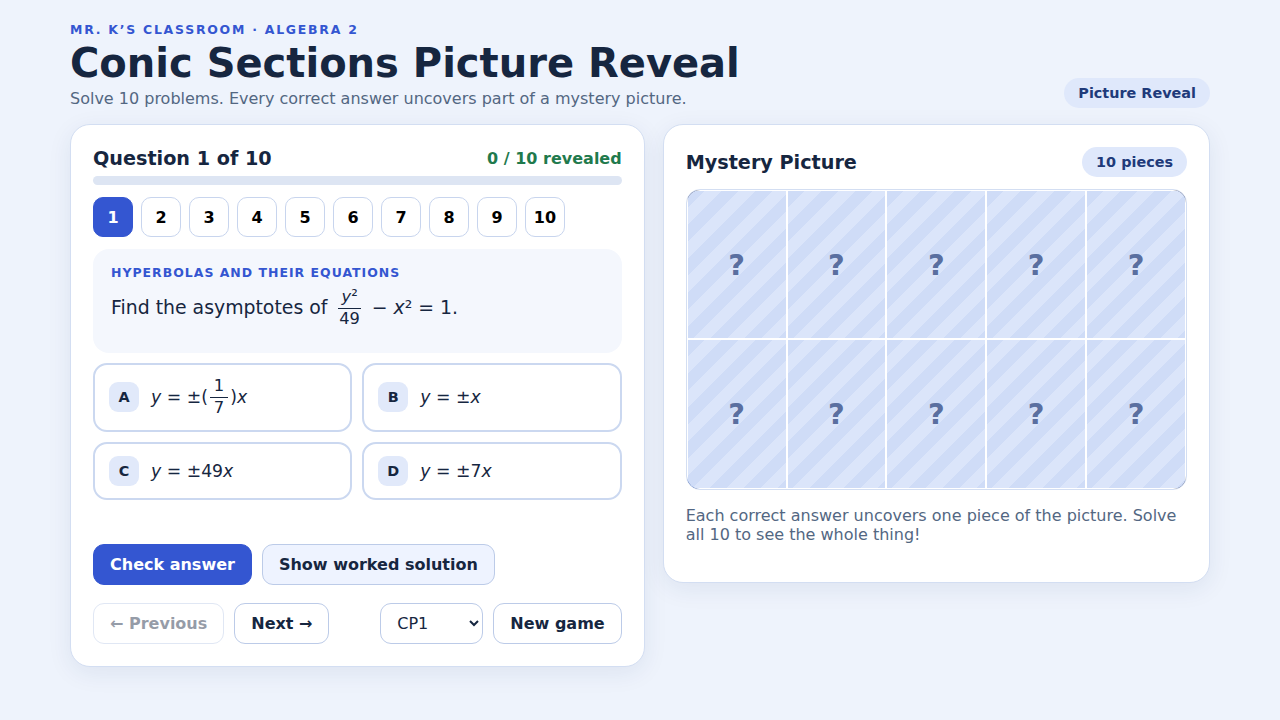 MR. K’S CLASSROOM · ALGEBRA 2
Conic Sections Picture Reveal
Solve 10 problems. Every correct answer uncovers part of a mystery picture.
Picture Reveal
Question 1 of 10
0 / 10 revealed
1 2 3 4 5 6 7 8 9 10
HYPERBOLAS AND THEIR EQUATIONS
Find the asymptotes of y²/49 − x² = 1.
A y = ±(1/7)x
B y = ±x
C y = ±49x
D y = ±7x
Check answer
Show worked solution
← Previous
Next →
CP1
New game
Mystery Picture
10 pieces
? ? ? ? ?
? ? ? ? ?
Each correct answer uncovers one piece of the picture. Solve
all 10 to see the whole thing!